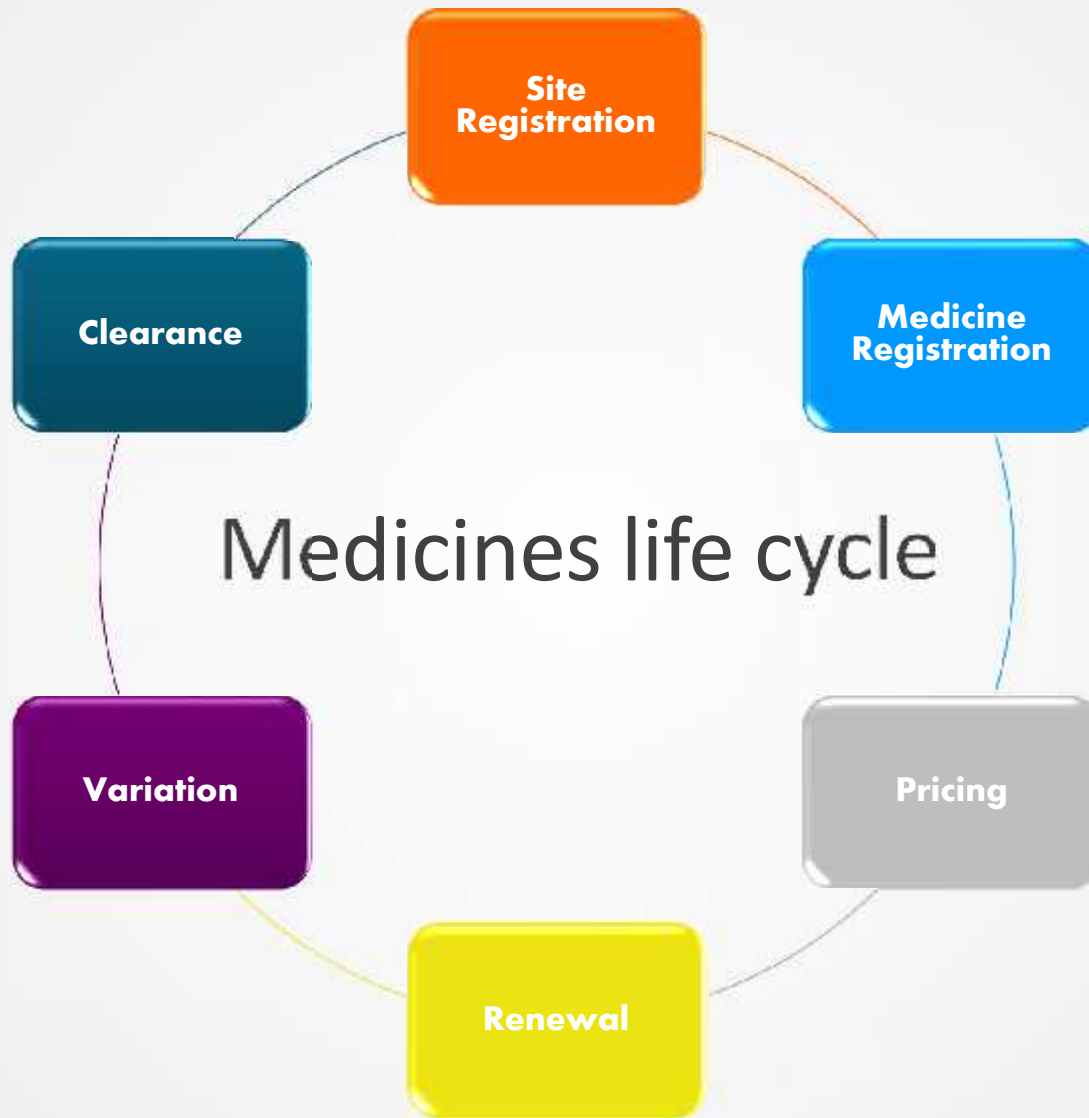 Site
Registration
Medicine
Registration
Pricing
Renewal
Variation
Clearance
Medicines life cycle